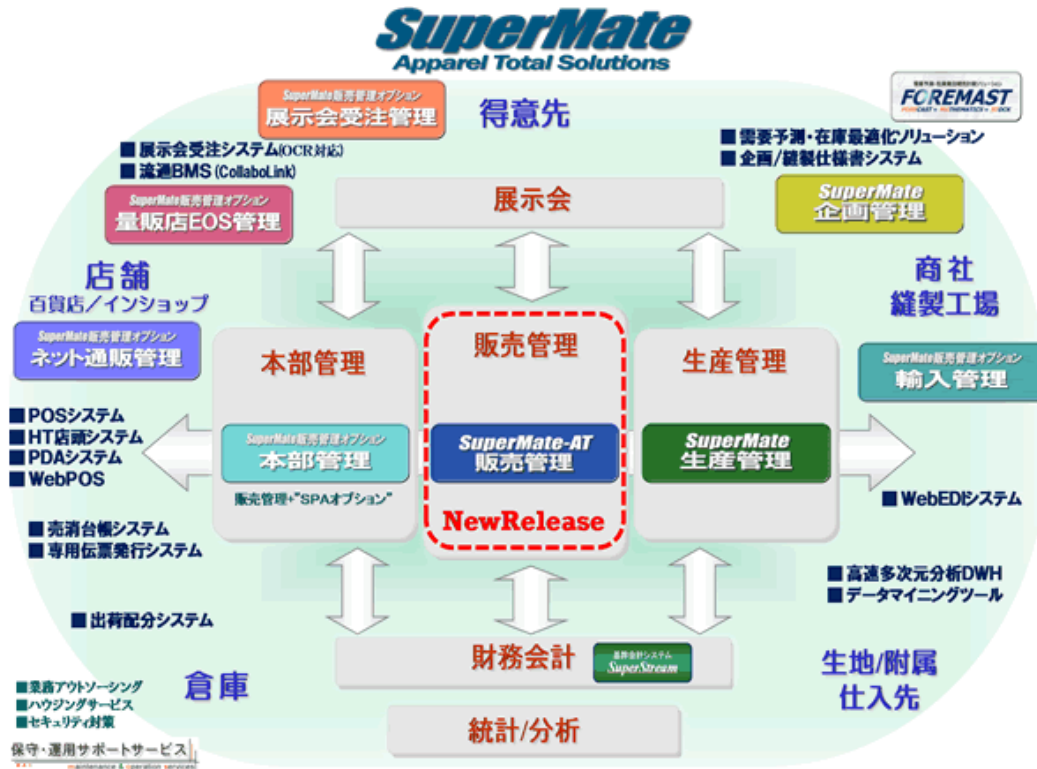 SuperMate
Apparel Total Solutions
SuperMate販売管理オプション
展示会受注管理
得意先
FOREMAST
■展示会受注システム(OCR対応)
■流通BMS(CollaboLink)
■需要予測・在庫最適化ソリューション
■企画/縫製仕様書システム
SuperMate販売管理オプション
量販店EOS管理
展示会
SuperMate
企画管理
店舗
百貨店／インショップ
商社
縫製工場
SuperMate販売管理オプション
ネット通販管理
本部管理
販売管理
生産管理
SuperMate販売管理オプション
輸入管理
■POSシステム
■HT店頭システム
■PDAシステム
■WebPOS
SuperMate販売管理オプション
本部管理
販売管理+"SPAオプション"
SuperMate-AT
販売管理
NewRelease
SuperMate
生産管理
■WebEDIシステム
■売消台帳システム
■専用伝票発行システム
■高速多次元分析DWH
■データマイニングツール
■出荷配分システム
財務会計
SuperStream
倉庫
生地/附属
仕入先
■業務アウトソーシング
■ハウジングサービス
■セキュリティ対策
統計/分析
保守・運用サポートサービス
maintenance & operation services